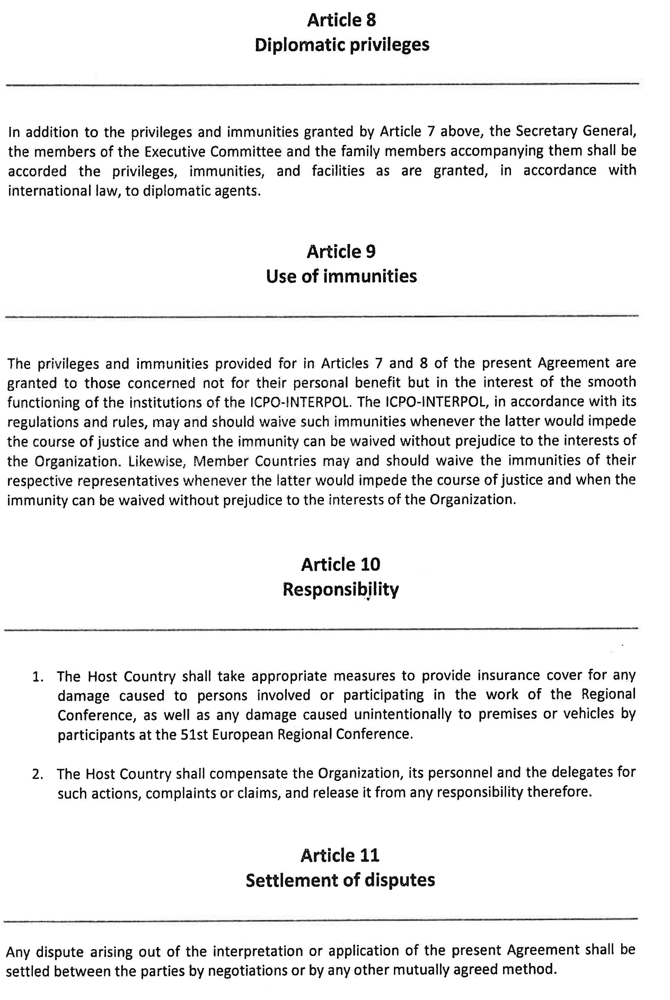 Article 8
Diplomatic privileges
In addition to the privileges and immunities granted by Article 7 above, the Secretary General,
the members of the Executive Committee and the family members accompanying them shall be
accorded the privileges, immunities, and facilities as are granted, in accordance with
international law, to diplomatic agents.
Article 9
Use of immunities
The privileges and immunities provided for in Articles 7 and 8 of the present Agreement are
granted to those concerned not for their personal benefit but in the interest of the smooth
functioning of the institutions of the ICPO-INTERPOL. The ICPO-INTERPOL, in accordance with its
regulations and rules, may and should waive such immunities whenever the latter would impede
the course of justice and when the immunity can be waived without prejudice to the interests of
the Organization. Likewise, Member Countries may and should waive the immunities of their
respective representatives whenever the latter would impede the course of justice and when the
immunity can be waived without prejudice to the interests of the Organization.
Article 10
Responsibility
1. The Host Country shall take appropriate measures to provide insurance cover for any
damage caused to persons involved or participating in the work of the Regional
Conference, as well as any damage caused unintentionally to premises or vehicles by
participants at the 51st European Regional Conference.
2. The Host Country shall compensate the Organization, its personnel and the delegates for
such actions, complaints or claims, and release it from any responsibility therefore.
Article 11
Settlement of disputes
Any dispute arising out of the interpretation or application of the present Agreement shall be
settled between the parties by negotiations or by any other mutually agreed method.